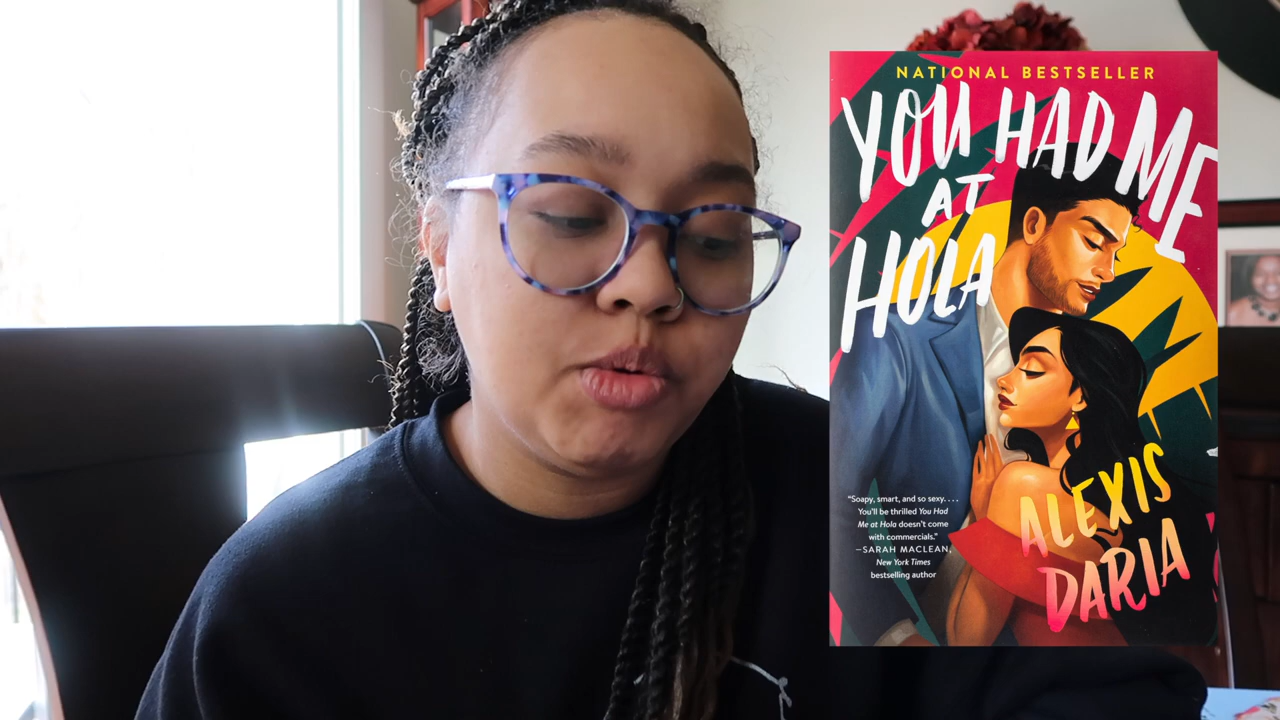 NATIONAL BESTSELLER
YOU HAD ME
AT
HOLA
"Soapy, smart, and so sexy. . . .
You'll be thrilled You Had
Me at Hola doesn't come
with commercials."
—SARAH MACLEAN,
New York Times
bestselling author
ALEXIS
DARIA